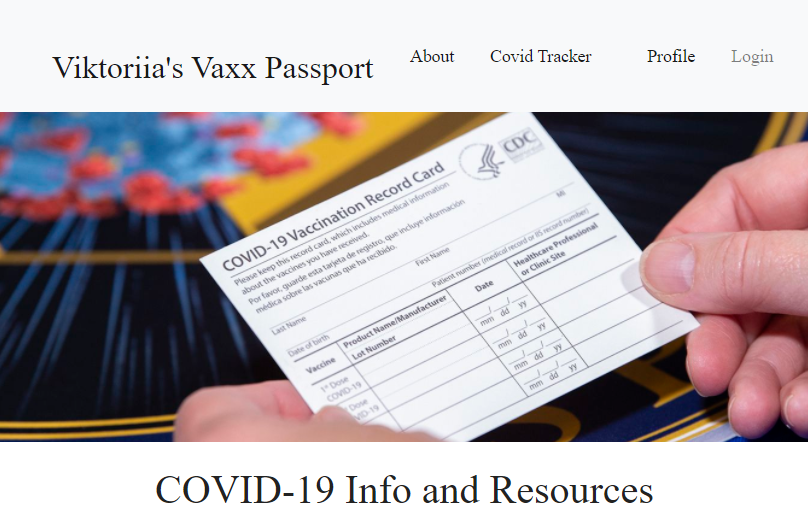 Viktoriia's Vaxx Passport
About
Covid Tracker
Profile
Login
CDC
COVID-19 Vaccination Record Card
Please keep this record card, which includes medical information
about the vaccines you have received.
Por favor, guarde esta tarjeta de registro, que incluye información
médica sobre las vacunas que ha recibido.
Last Name
First Name
MI
Date of birth
Patient number (medical record or IIS record number)
Vaccine
Product Name/Manufacturer
Lot Number
Date
Healthcare Professional
or Clinic Site
1st Dose
COVID-19
mm dd yy
Dose
COVID-19
mm dd yy
mm dd yy
mm dd yy
COVID-19 Info and Resources